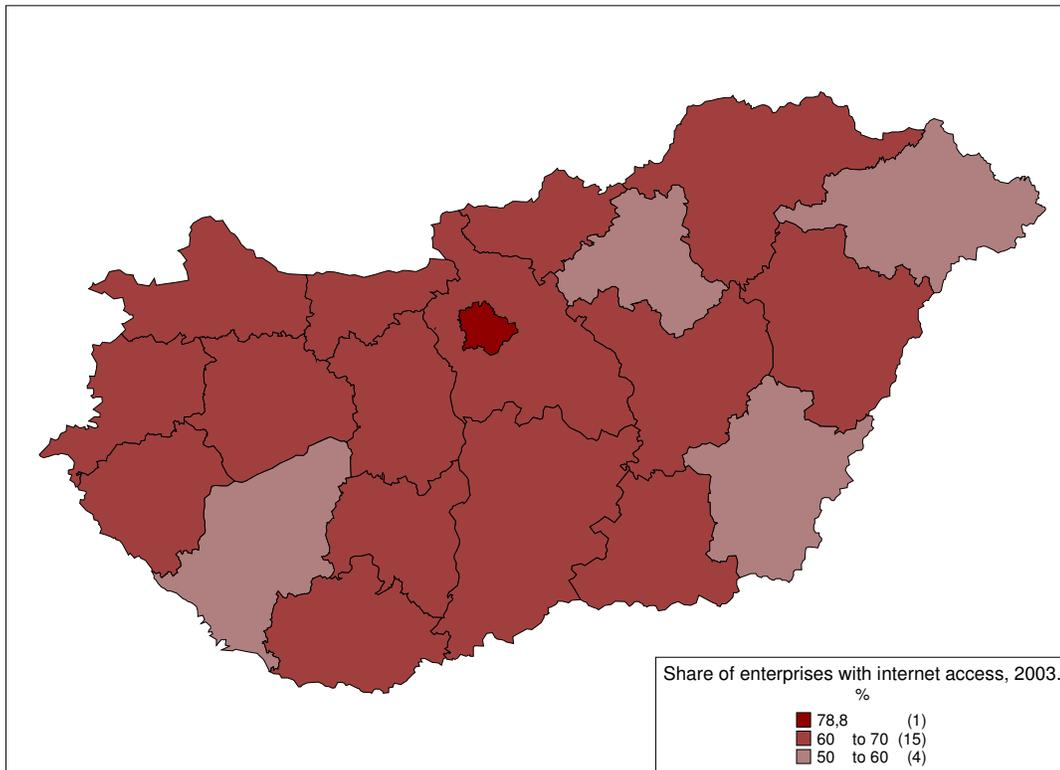 Share of enterprises with internet access, 2003.
%
78,8 (1)
60 to 70 (15)
50 to 60 (4)